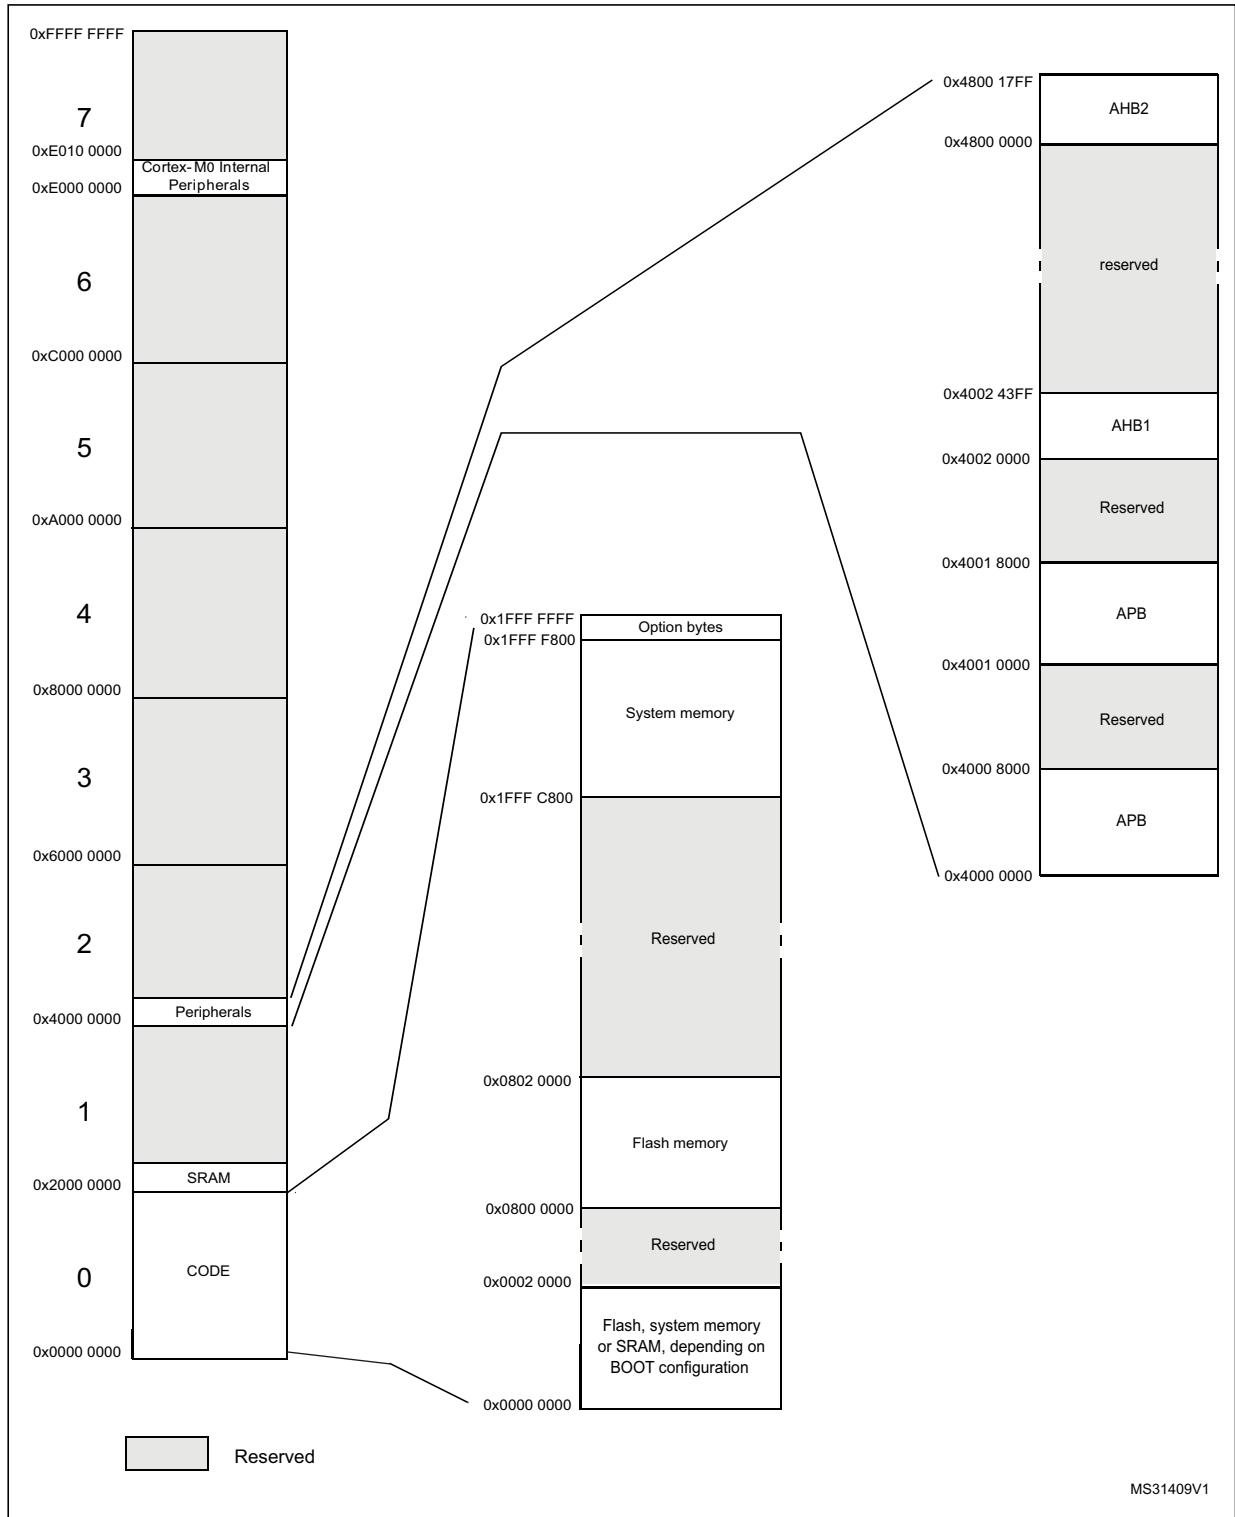 0xFFFF FFFF
7
0xE010 0000
Cortex-M0 Internal
Peripherals
0xE000 0000
6
0xC000 0000
5
0xA000 0000
4
0x8000 0000
3
0x6000 0000
2
Peripherals
0x4000 0000
1
SRAM
0x2000 0000
CODE
0
0x0000 0000
Reserved
0x1FFF FFFF
Option bytes
0x1FFF F800
System memory
0x1FFF C800
Reserved
0x0802 0000
Flash memory
0x0800 0000
Reserved
0x0002 0000
Flash, system memory
or SRAM, depending on
BOOT configuration
0x0000 0000
0x4800 17FF
AHB2
0x4800 0000
reserved
0x4002 43FF
AHB1
0x4002 0000
Reserved
0x4001 8000
APB
0x4001 0000
Reserved
0x4000 8000
APB
0x4000 0000
MS31409V1